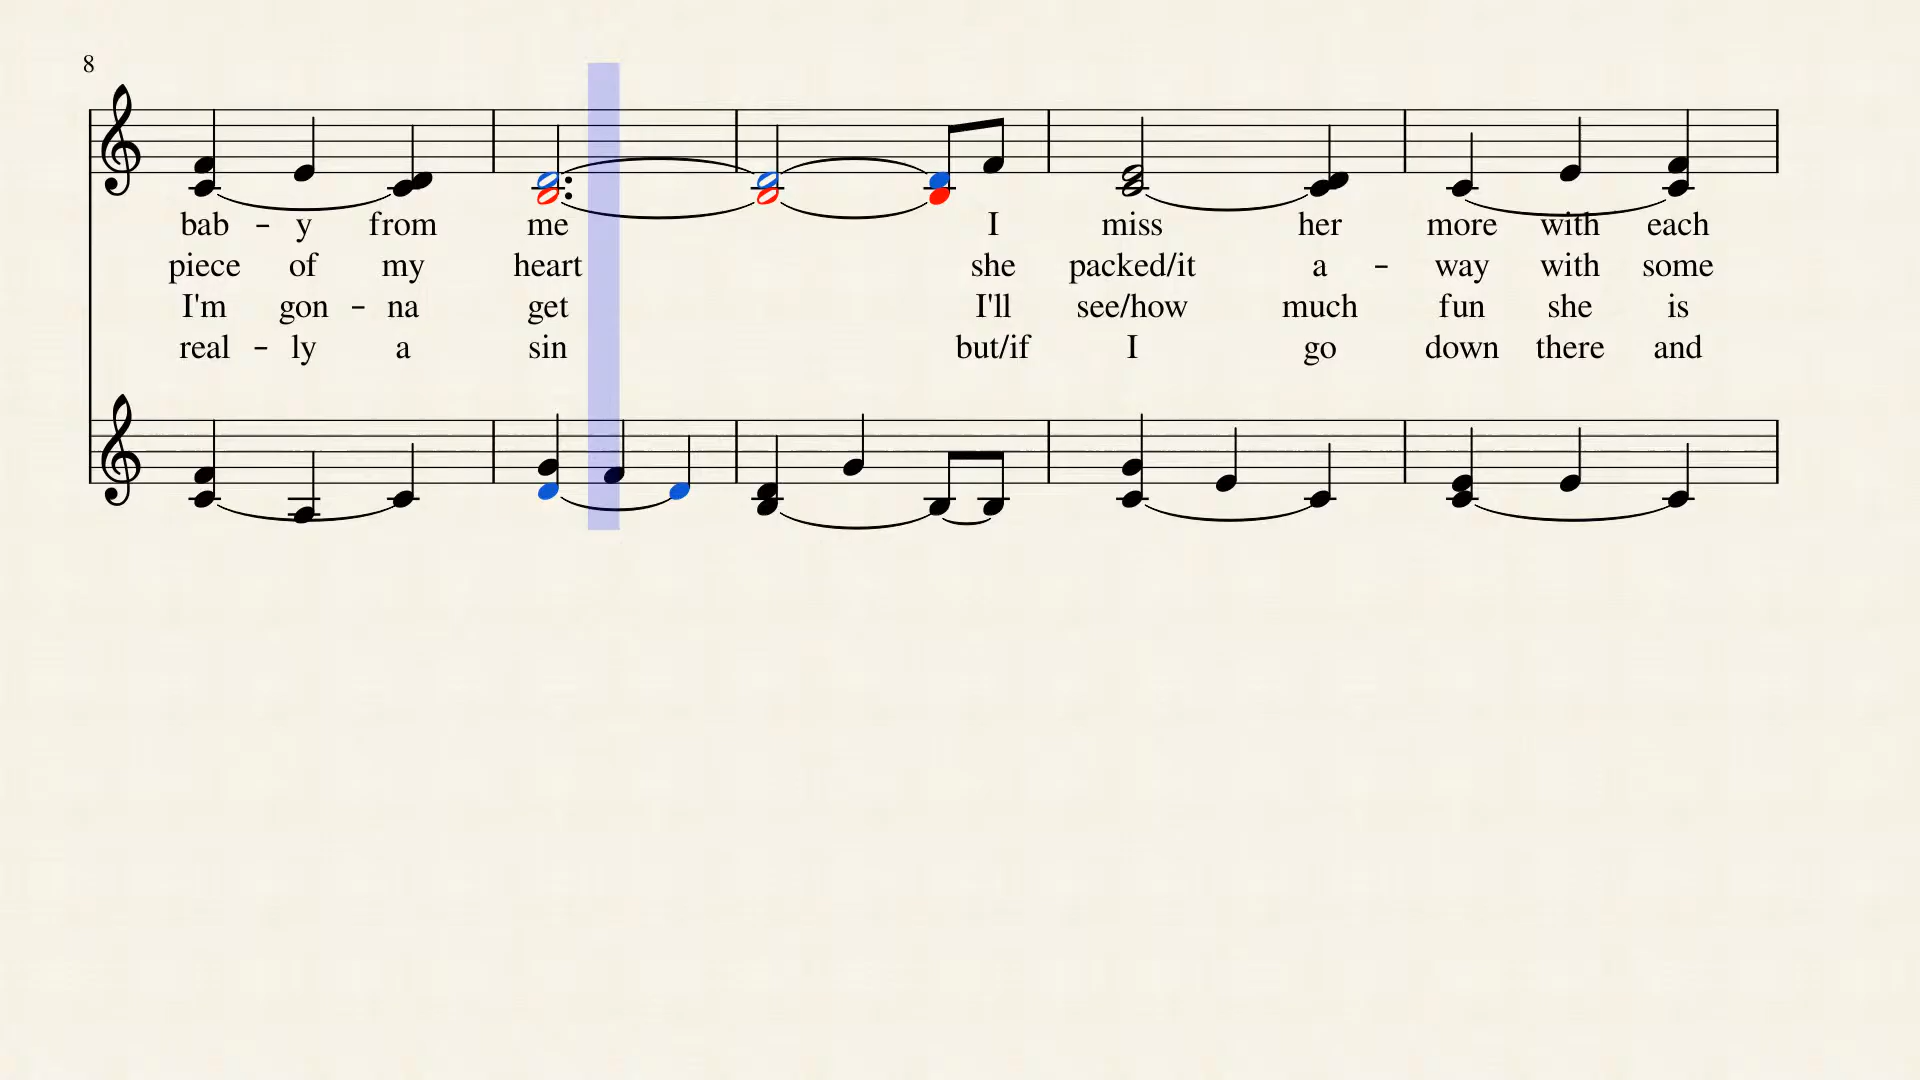 8
bab - y from me I miss her more with each
piece of my heart she packed/it a - way with some
I'm gon - na get I'll see/how much fun she is
real - ly a sin but/if I go down there and